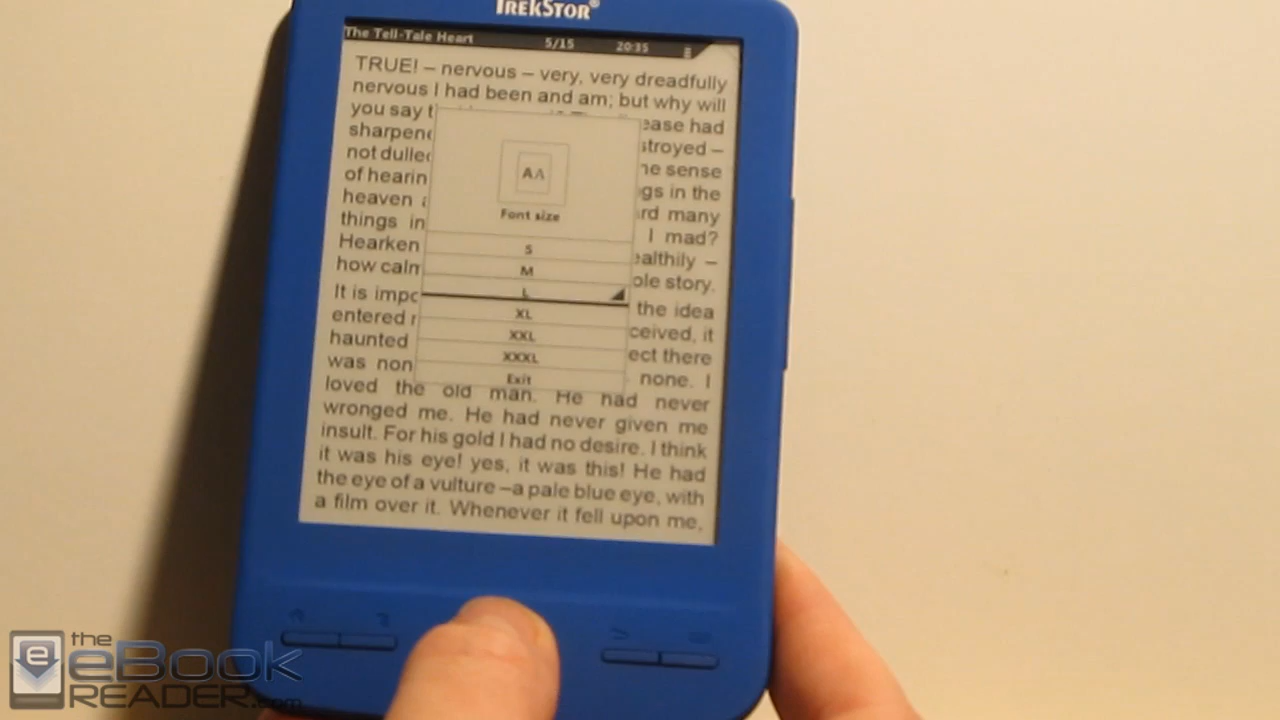 TREKSTOR®
The Tell-Tale Heart 5/15 20:35
TRUE! – nervous – very, very dreadfully
nervous I had been and am; but why will
you say ease had
sharpene stroyed –
not dulled he sense
of hearin gs in the
heaven a rd many
things in I mad?
Hearken ealthily –
how calm ole story.
It is impo the idea
entered ceived, it
haunted ect there
was non none. I
loved the old man. He had never
wronged me. He had never given me
insult. For his gold I had no desire. I think
it was his eye! yes, it was this! He had
the eye of a vulture –a pale blue eye, with
a film over it. Whenever it fell upon me,
AA
Font size
S
M
L
XL
XXL
XXXL
Exit
the
eBook
READER.com